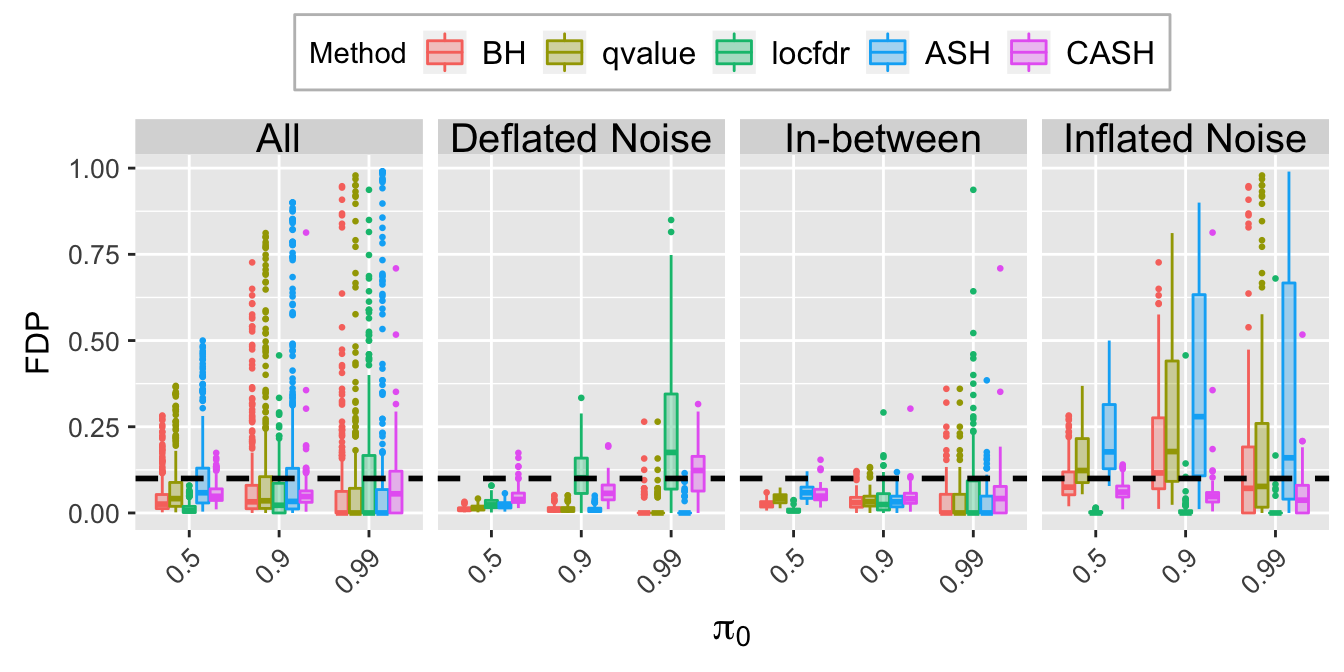 Method BH qvalue locfdr ASH CASH
All Deflated Noise In-between Inflated Noise
1.00
0.75
0.50
0.25
0.00
FDP
0.5 0.9 0.99 0.5 0.9 0.99 0.5 0.9 0.99 0.5 0.9 0.99
π₀